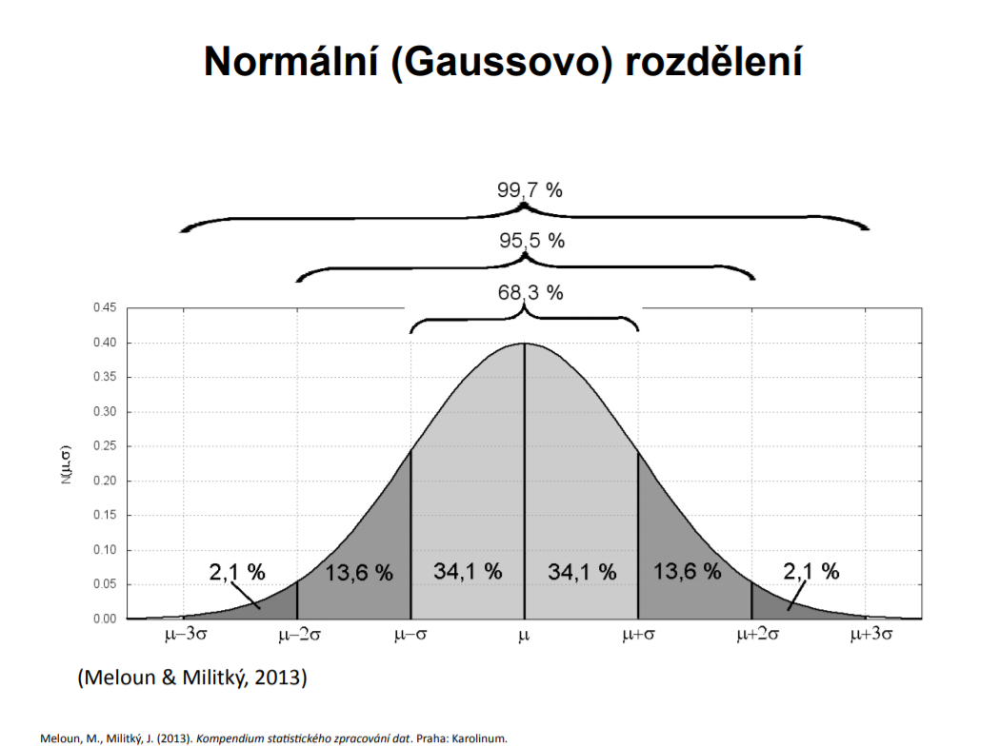 Normální (Gaussovo) rozdělení
99,7 %
95,5 %
68,3 %
0.45
0.40
0.35
0.30
0.25
0.20
0.15
0.10
0.05
0.00
N(μ,σ)
2,1 %
13,6 %
34,1 %
34,1 %
13,6 %
2,1 %
μ−3σ
μ−2σ
μ−σ
μ
μ+σ
μ+2σ
μ+3σ
(Meloun & Militký, 2013)
Meloun, M., Militký, J. (2013). Kompendium statistického zpracování dat. Praha: Karolinum.